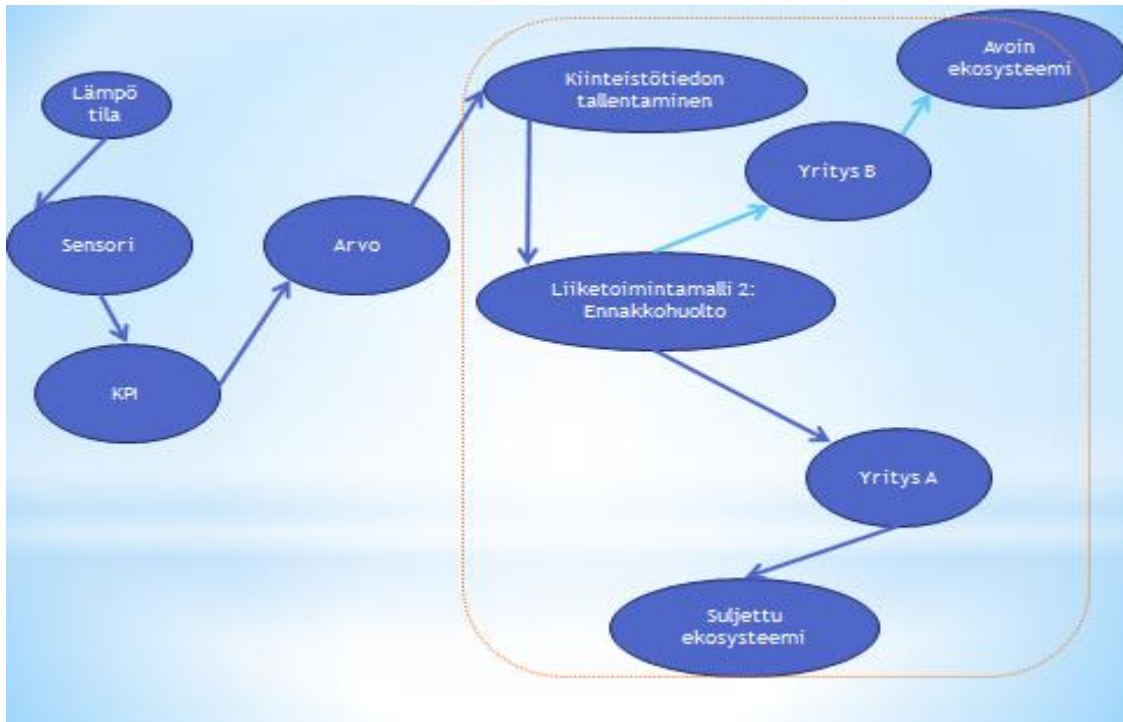 Lämpö
tila
Sensori
KPI
Arvo
Kiinteistötiedon
tallentaminen
Liiketoimintamalli 2:
Ennakkohuolto
Yritys B
Avoin
ekosysteemi
Yritys A
Suljettu
ekosysteemi